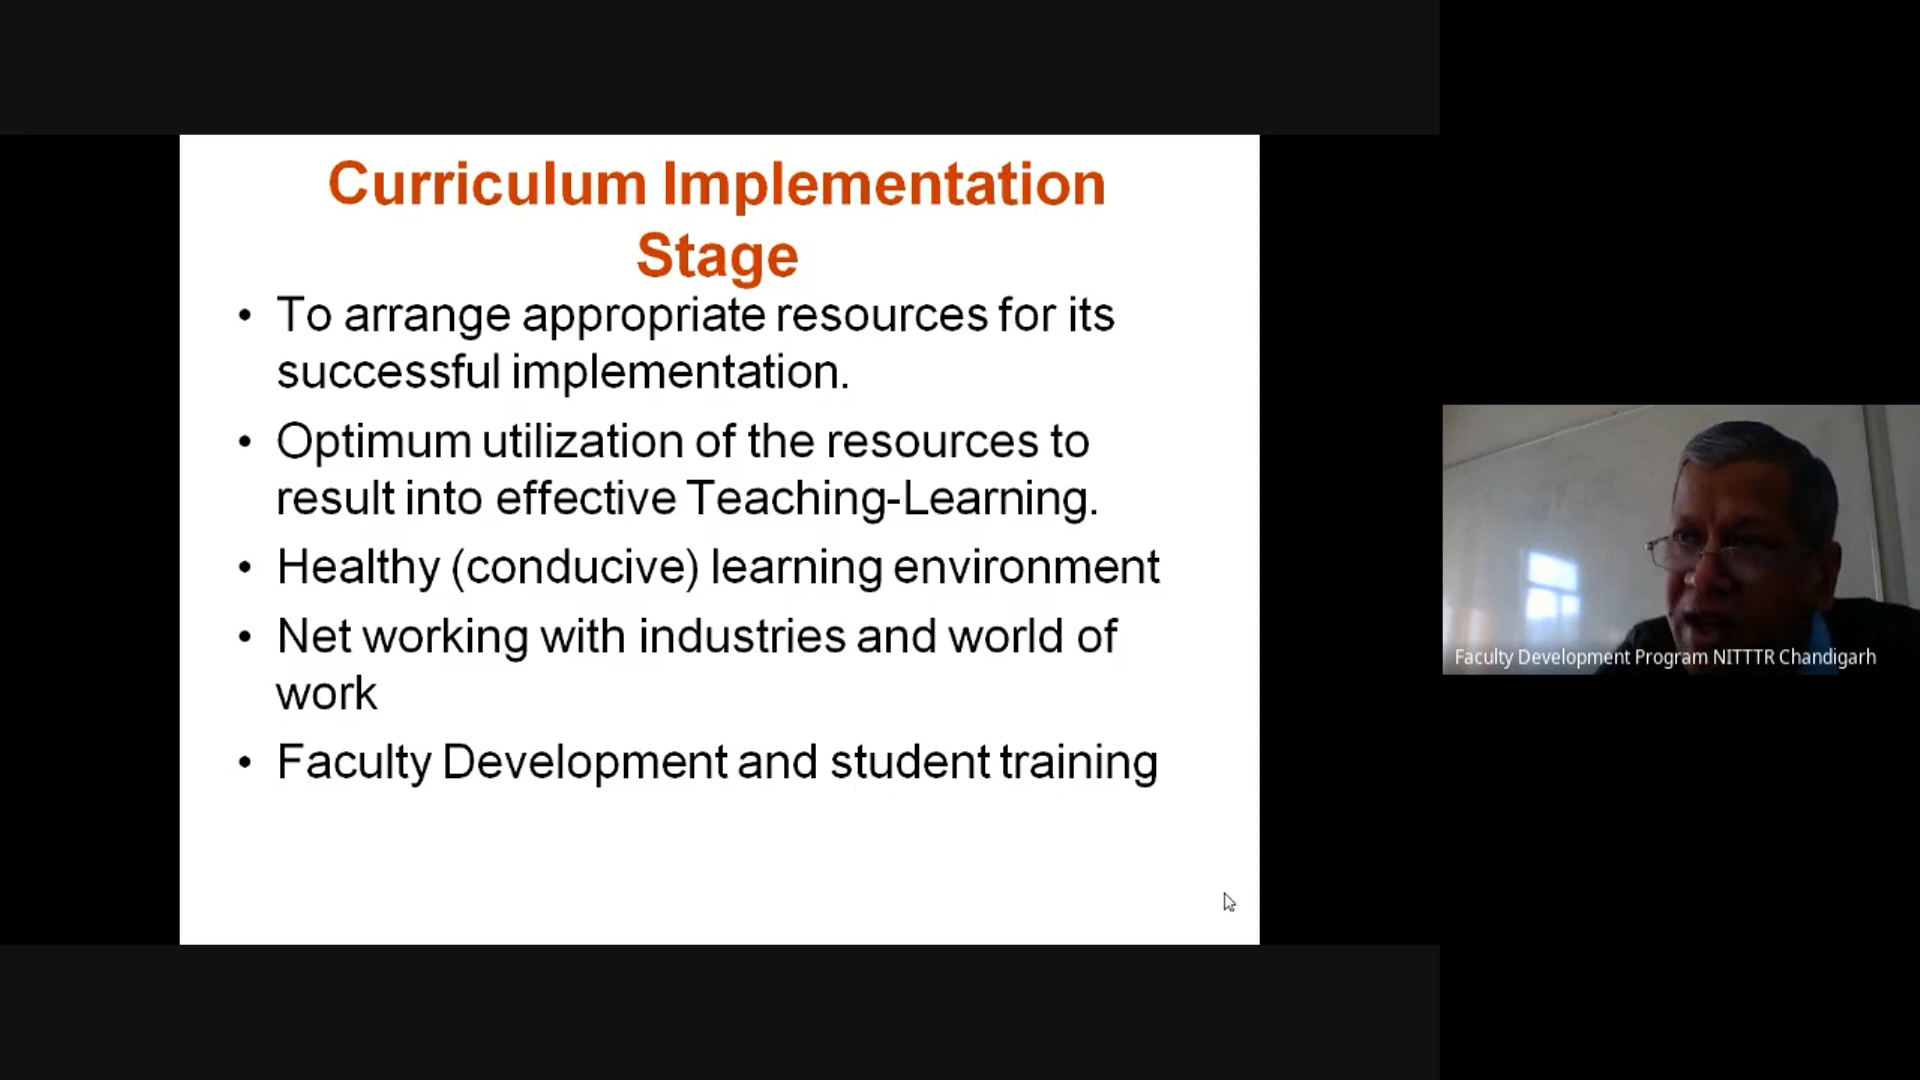 Curriculum Implementation
Stage
• To arrange appropriate resources for its
successful implementation.
• Optimum utilization of the resources to
result into effective Teaching-Learning.
• Healthy (conducive) learning environment
• Net working with industries and world of
work
• Faculty Development and student training
Faculty Development Program NITTTR Chandigarh